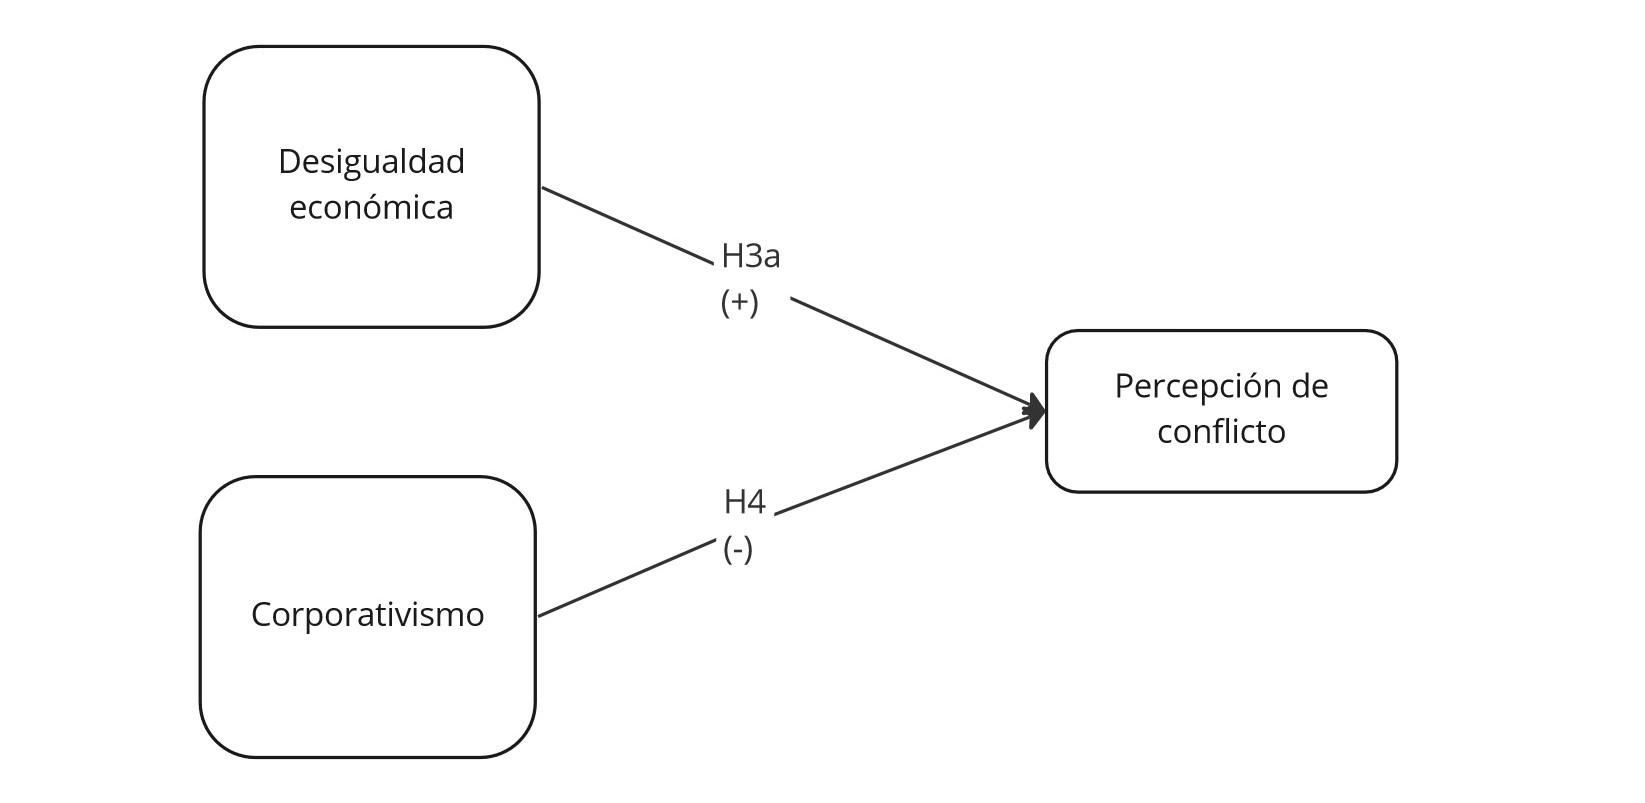 Desigualdad
económica
H3a
(+)
Percepción de
conflicto
H4
(-)
Corporativismo